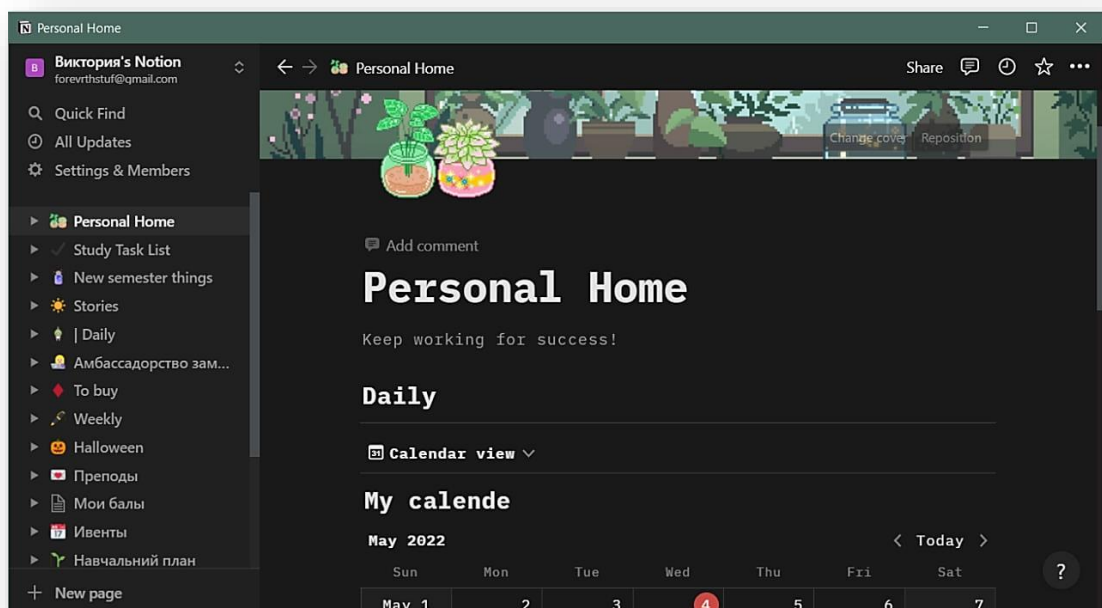 Personal Home
B
Виктория's Notion
forevrthstuf@gmail.com
Quick Find
All Updates
Settings & Members
Personal Home
Study Task List
New semester things
Stories
| Daily
Амбассадорство зам...
To buy
Weekly
Halloween
Преподы
Мои балы
Ивенты
Навчальний план
New page
Personal Home
Share
Change cover Reposition
Add comment
Personal Home
Keep working for success!
Daily
Calendar view
My calende
May 2022
Today
Sun Mon Tue Wed Thu Fri Sat
May 1 2 3 4 5 6 7
?